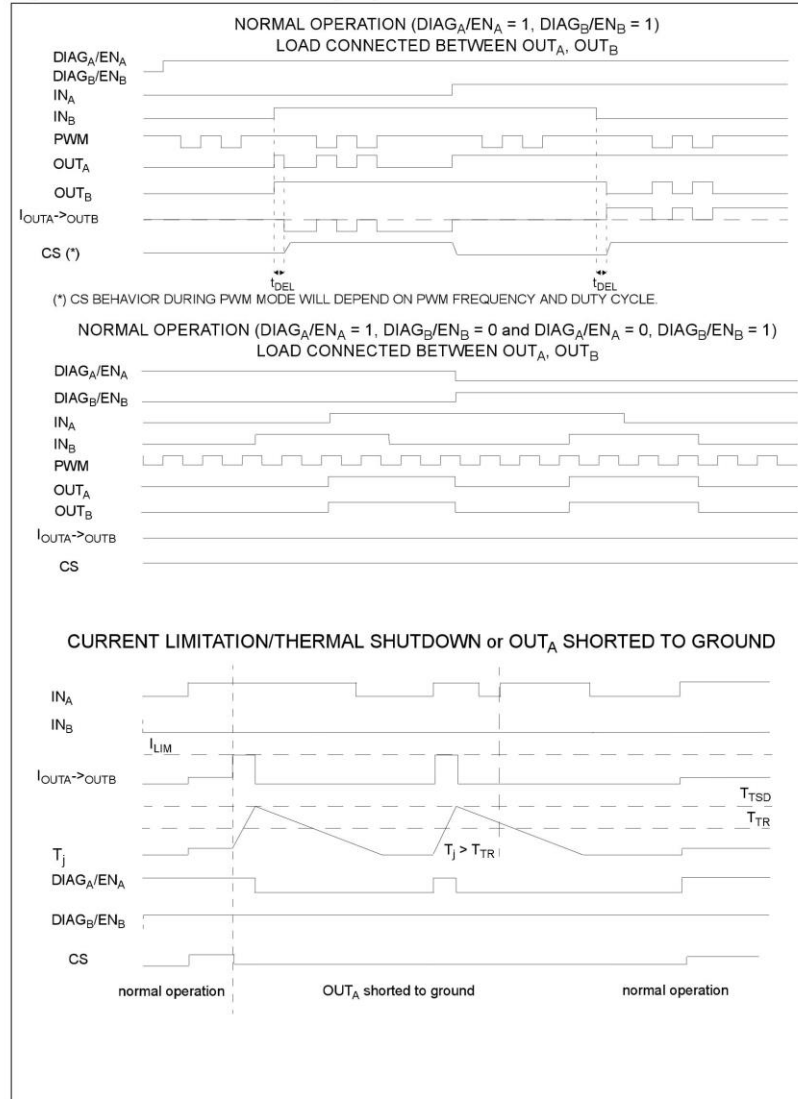 NORMAL OPERATION (DIAGA/ENA = 1, DIAGB/ENB = 1)
LOAD CONNECTED BETWEEN OUTA, OUTB
DIAGA/ENA
DIAGB/ENB
INA
INB
PWM
OUTA
OUTB
IOUTA->OUTB
CS (*)
tDEL tDEL
(*) CS BEHAVIOR DURING PWM MODE WILL DEPEND ON PWM FREQUENCY AND DUTY CYCLE.
NORMAL OPERATION (DIAGA/ENA = 1, DIAGB/ENB = 0 and DIAGA/ENA = 0, DIAGB/ENB = 1)
LOAD CONNECTED BETWEEN OUTA, OUTB
DIAGA/ENA
DIAGB/ENB
INA
INB
PWM
OUTA
OUTB
IOUTA->OUTB
CS
CURRENT LIMITATION/THERMAL SHUTDOWN or OUTA SHORTED TO GROUND
INA
INB
ILIM
IOUTA->OUTB
TTSD
TTR
Tj
Tj > TTR
DIAGA/ENA
DIAGB/ENB
CS
normal operation OUTA shorted to ground normal operation